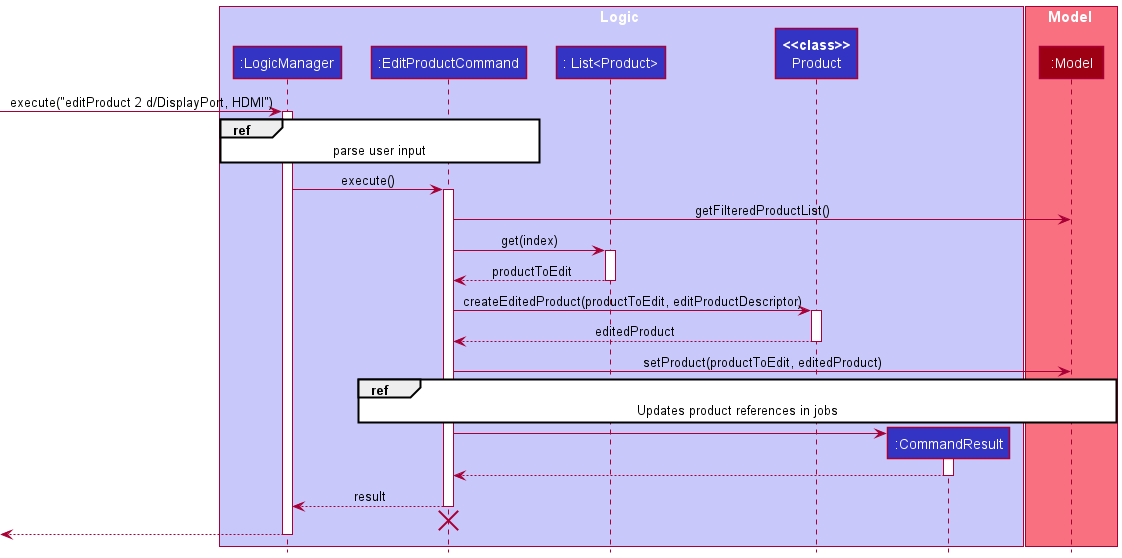 Logic
Model
:LogicManager
:EditProductCommand
: List<Product>
<<class>>
Product
:Model
execute("editProduct 2 d/DisplayPort, HDMI")
ref
parse user input
execute()
getFilteredProductList()
get(index)
productToEdit
createEditedProduct(productToEdit, editProductDescriptor)
editedProduct
setProduct(productToEdit, editedProduct)
ref
Updates product references in jobs
:CommandResult
result